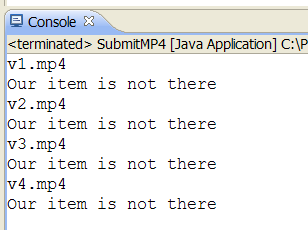 Console
<terminated> SubmitMP4 [Java Application] C:\P
v1.mp4
Our item is not there
v2.mp4
Our item is not there
v3.mp4
Our item is not there
v4.mp4
Our item is not there